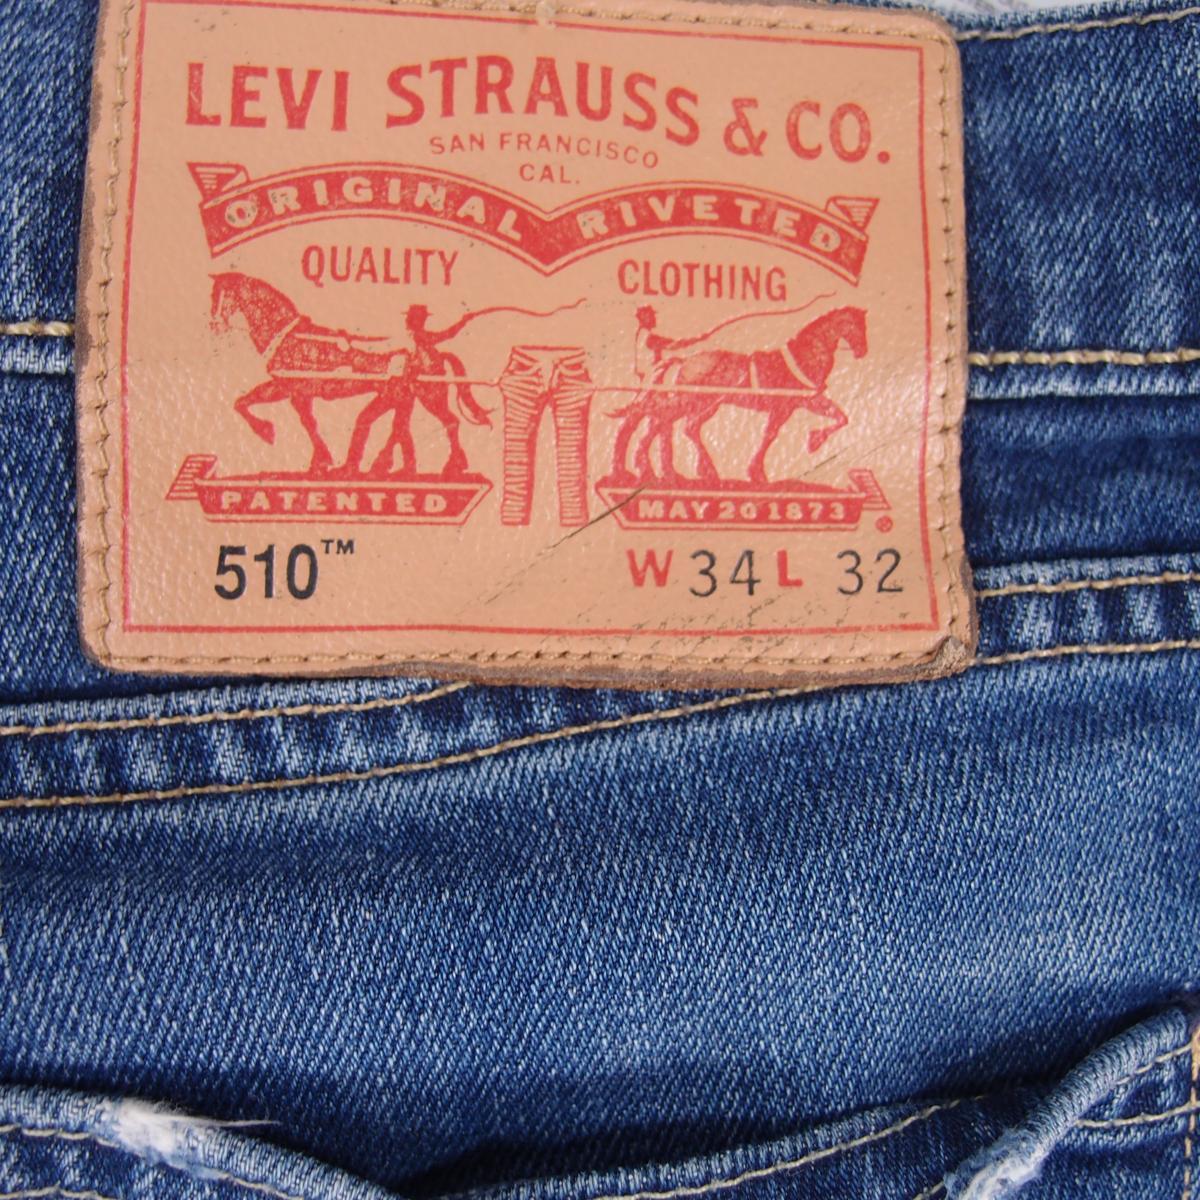 LEVI STRAUSS & CO.
SAN FRANCISCO
CAL.
ORIGINAL RIVETED
QUALITY CLOTHING
PATENTED MAY 20 1873 ®
510™ W 34 L 32